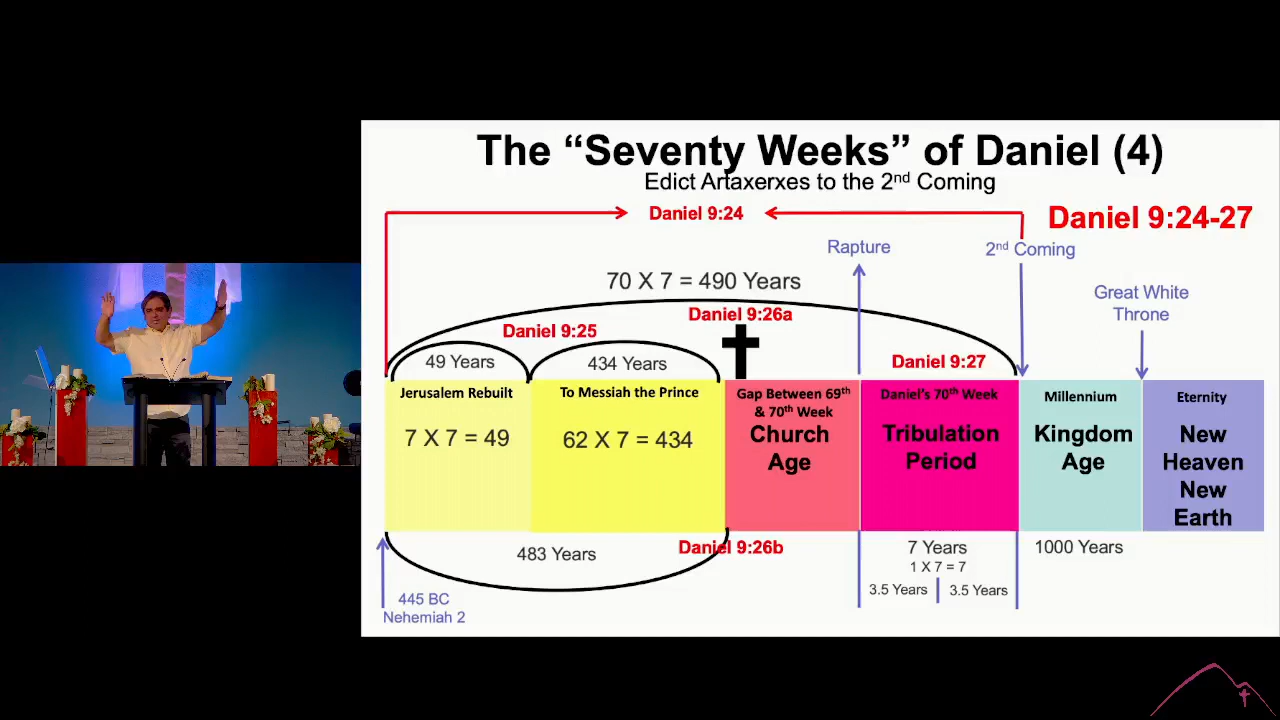 The “Seventy Weeks” of Daniel (4)
Edict Artaxerxes to the 2nd Coming
Daniel 9:24
Daniel 9:24-27
Rapture
2nd Coming
70 X 7 = 490 Years
Great White
Throne
Daniel 9:26a
Daniel 9:25
49 Years
434 Years
Daniel 9:27
Jerusalem Rebuilt
7 X 7 = 49
To Messiah the Prince
62 X 7 = 434
Gap Between 69th
& 70th Week
Church
Age
Daniel's 70th Week
Tribulation
Period
Millennium
Kingdom
Age
Eternity
New
Heaven
New
Earth
483 Years
Daniel 9:26b
7 Years
1 X 7 = 7
3.5 Years
3.5 Years
1000 Years
445 BC
Nehemiah 2